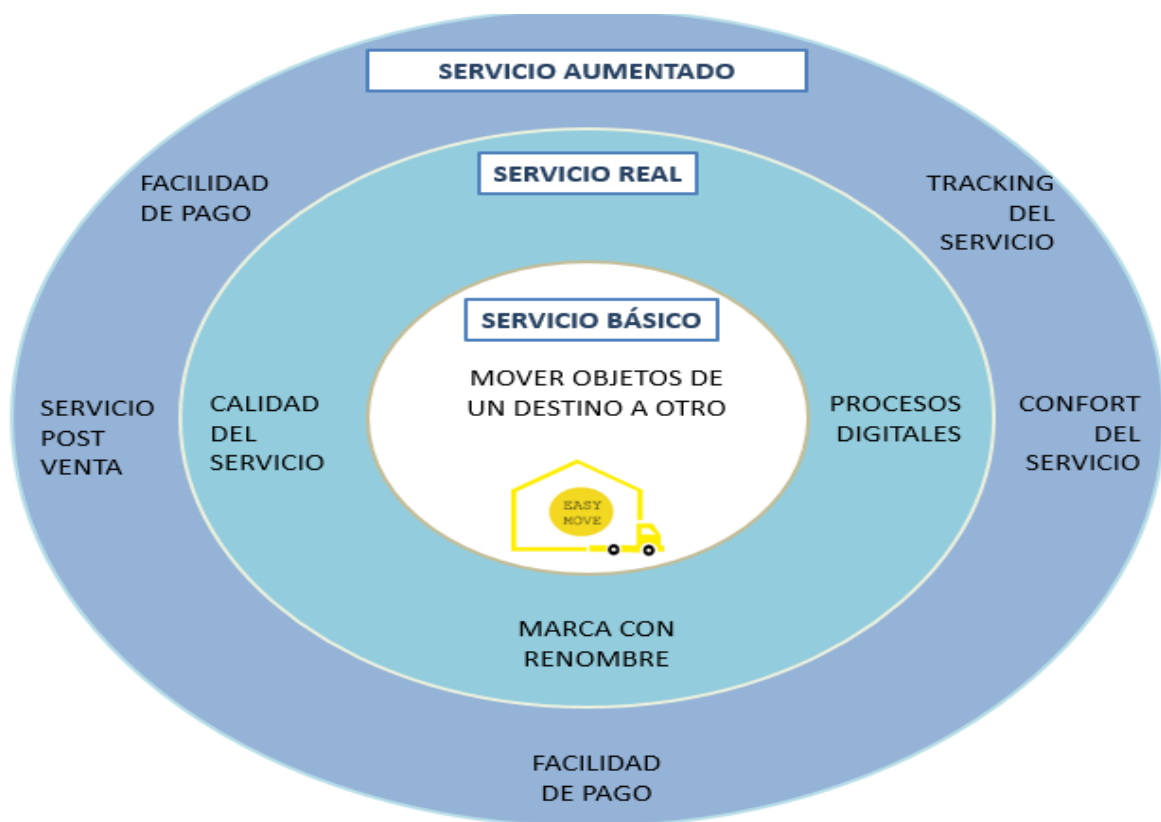 SERVICIO AUMENTADO
SERVICIO REAL
FACILIDAD
DE PAGO
TRACKING
DEL
SERVICIO
SERVICIO BÁSICO
MOVER OBJETOS DE
UN DESTINO A OTRO
SERVICIO
POST
VENTA
CALIDAD
DEL
SERVICIO
PROCESOS
DIGITALES
CONFORT
DEL
SERVICIO
EASY
MOVE
MARCA CON
RENOMBRE
FACILIDAD
DE PAGO